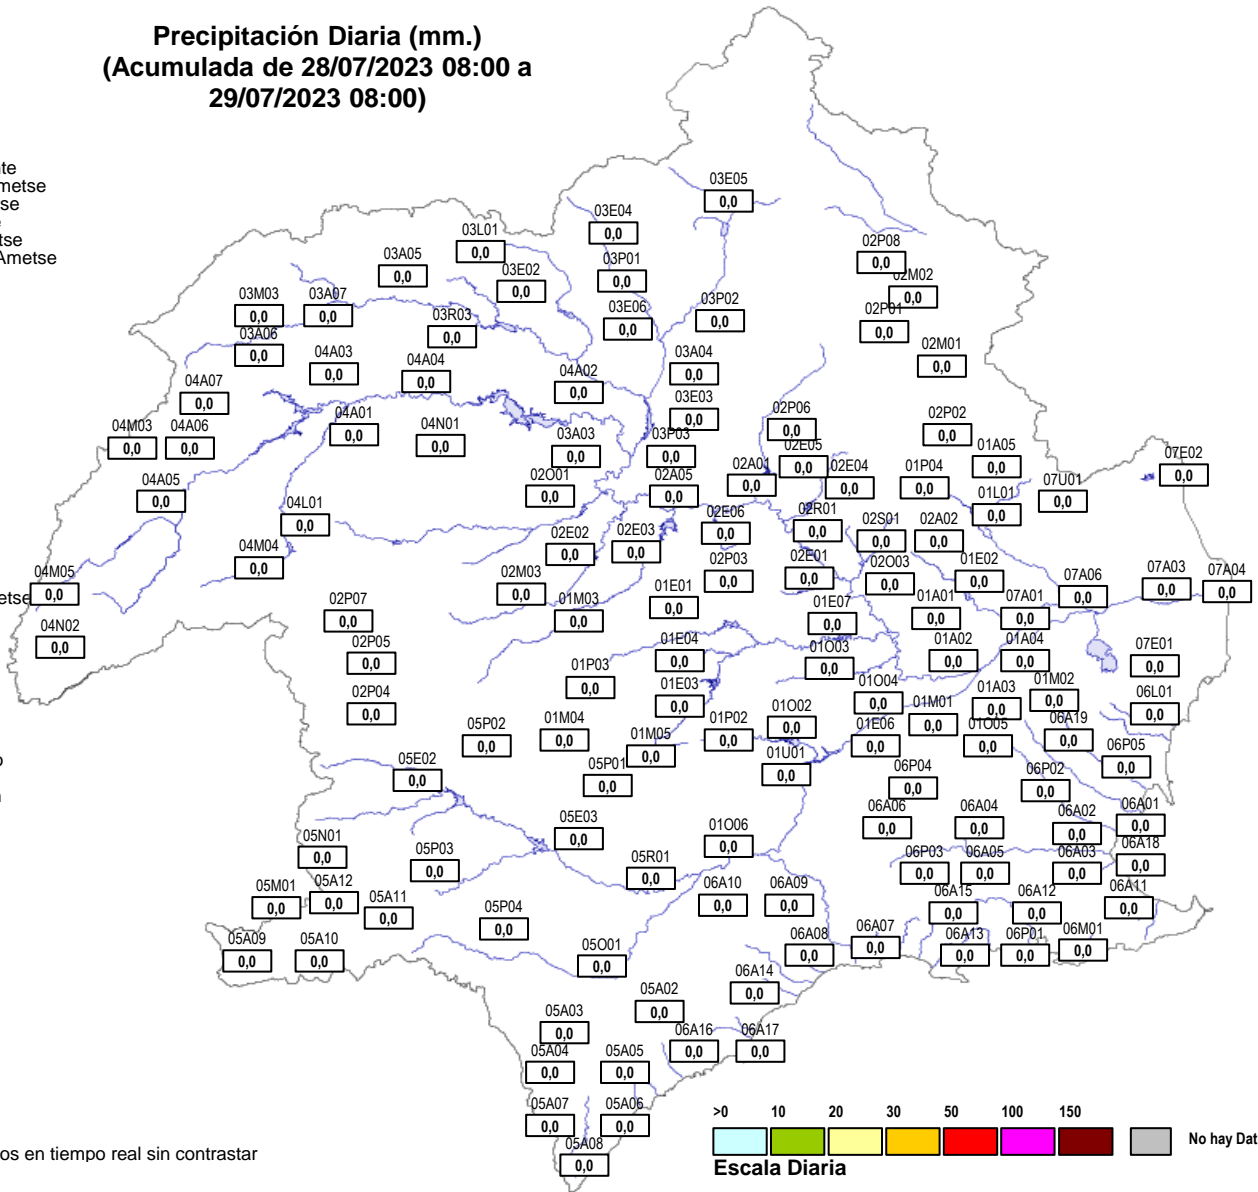 Precipitación Diaria (mm.)
(Acumulada de 28/07/2023 08:00 a
29/07/2023 08:00)
03E05
0,0
03E04
0,0
03L01
0,0
02P08
0,0
03A05
0,0
03P01
0,0
03E02
0,0
02M02
0,0
03M03
0,0
03A07
0,0
03P02
0,0
03E06
0,0
02P01
0,0
03R03
0,0
03A06
0,0
02M01
0,0
04A03
0,0
04A04
0,0
03A04
0,0
04A02
0,0
04A07
0,0
03E03
0,0
02P06
0,0
04A01
0,0
02P02
0,0
04M03
0,0
04A06
0,0
04N01
0,0
03A03
0,0
03P03
0,0
02E05
0,0
01A05
0,0
07E02
0,0
02A01
0,0
02E04
0,0
01P04
0,0
04A05
0,0
02O01
0,0
02A05
0,0
07U01
0,0
01L01
0,0
04L01
0,0
02E06
0,0
02R01
0,0
02S01
0,0
02A02
0,0
02E02
0,0
02E03
0,0
04M04
0,0
02P03
0,0
02E01
0,0
02O03
0,0
01E02
0,0
04M05
0,0
02M03
0,0
07A06
0,0
07A03
0,0
07A04
0,0
etse
02P07
0,0
01M03
0,0
01E01
0,0
01E07
0,0
01A01
0,0
07A01
0,0
04N02
0,0
02P05
0,0
01E04
0,0
01O03
0,0
01A02
0,0
01A04
0,0
07E01
0,0
01P03
0,0
02P04
0,0
01E03
0,0
01O04
0,0
01A03
0,0
01M02
0,0
06L01
0,0
05P02
0,0
01M04
0,0
01P02
0,0
01O02
0,0
01M01
0,0
01E06
0,0
01O05
0,0
06A19
0,0
01M05
0,0
06P05
0,0
05E02
0,0
05P01
0,0
01U01
0,0
06P04
0,0
06P02
0,0
05E03
0,0
01O06
0,0
06A06
0,0
06A04
0,0
06A02
0,0
06A01
0,0
05N01
0,0
05P03
0,0
05R01
0,0
06P03
0,0
06A05
0,0
06A03
0,0
06A18
0,0
05M01
0,0
05A12
0,0
05A11
0,0
06A10
0,0
06A09
0,0
06A15
0,0
06A12
0,0
06A11
0,0
05P04
0,0
05A09
0,0
05A10
0,0
05O01
0,0
06A08
0,0
06A07
0,0
06A13
0,0
06P01
0,0
06M01
0,0
06A14
0,0
05A02
0,0
05A03
0,0
06A16
0,0
06A17
0,0
05A04
0,0
05A05
0,0
05A07
0,0
05A06
0,0
05A08
0,0
>0 10 20 30 50 100 150
No hay Dat
Escala Diaria
os en tiempo real sin contrastar